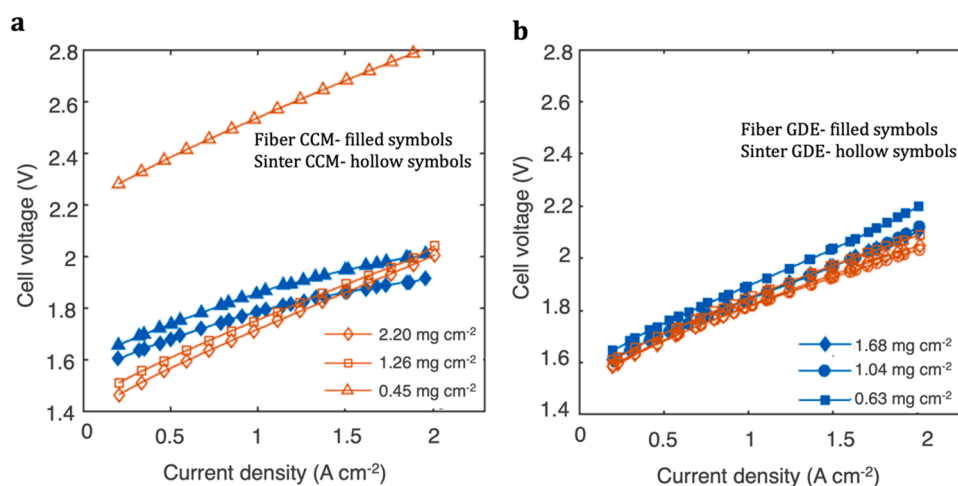 a
2.8
2.6
2.4
2.2
2
1.8
1.6
1.4
0
0.5
1
1.5
2
Cell voltage (V)
Current density (A cm-2)
Fiber CCM- filled symbols
Sinter CCM- hollow symbols
2.20 mg cm-2
1.26 mg cm-2
0.45 mg cm-2
b
2.8
2.6
2.4
2.2
2
1.8
1.6
1.4
0
0.5
1
1.5
2
Cell voltage (V)
Current density (A cm-2)
Fiber GDE- filled symbols
Sinter GDE- hollow symbols
1.68 mg cm-2
1.04 mg cm-2
0.63 mg cm-2